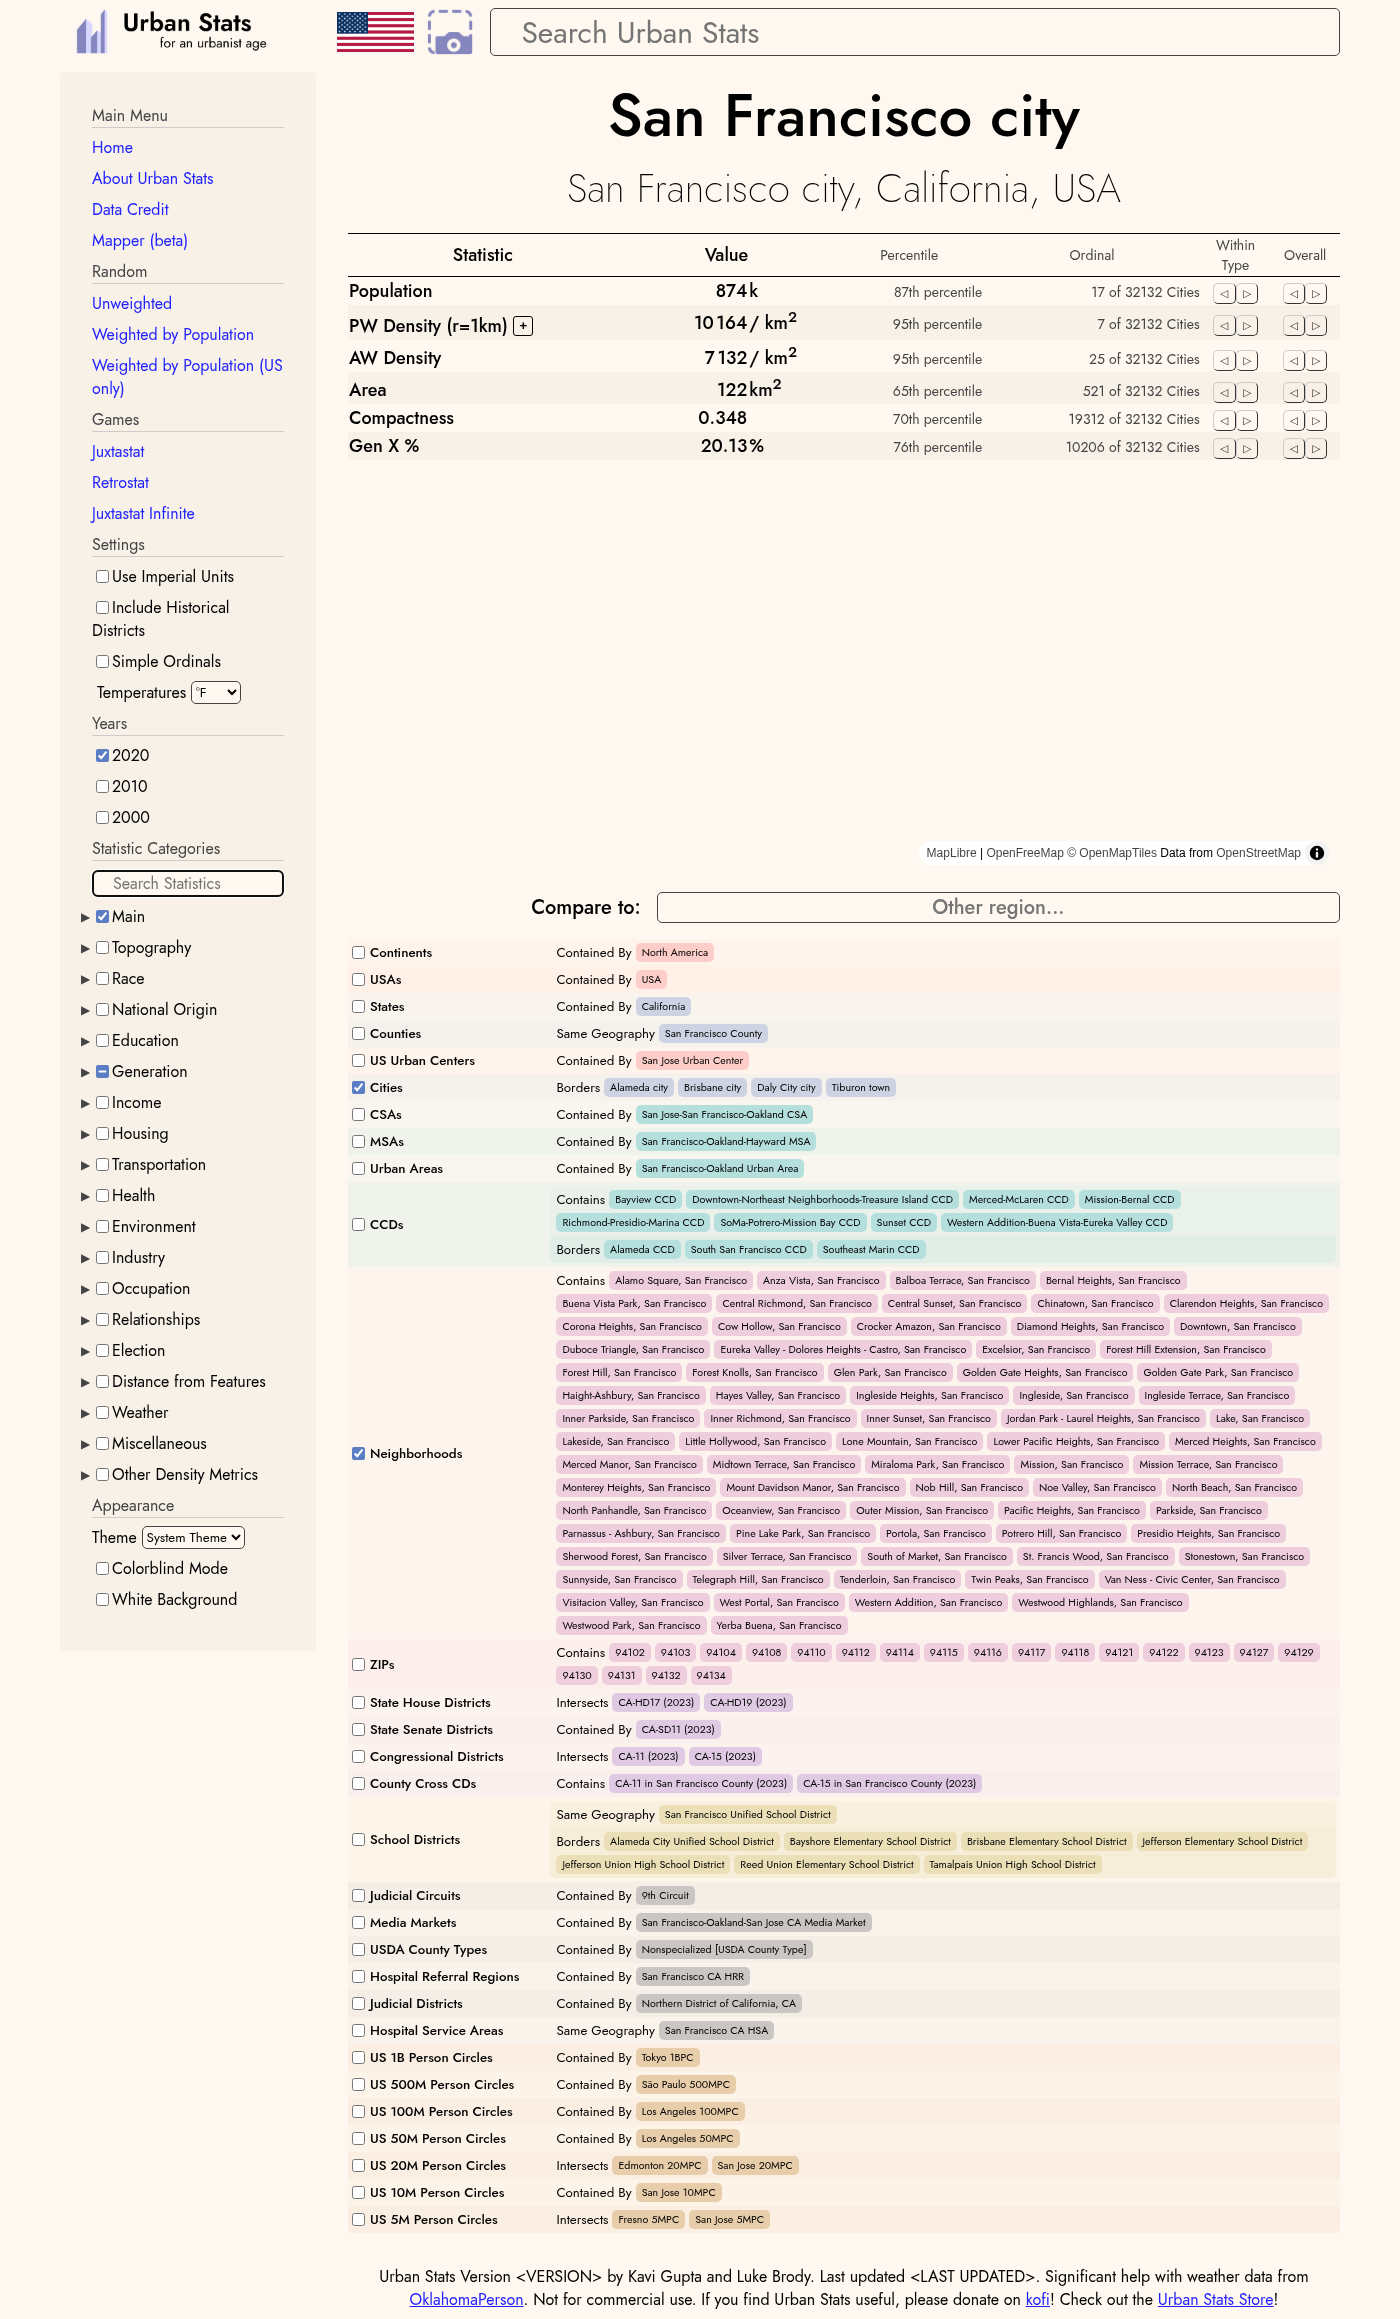 Urban Stats
for an urbanist age
Search Urban Stats
Main Menu
Home
About Urban Stats
Data Credit
Mapper (beta)
Random
Unweighted
Weighted by Population
Weighted by Population (US
only)
Games
Juxtastat
Retrostat
Juxtastat Infinite
Settings
Use Imperial Units
Include Historical
Districts
Simple Ordinals
Temperatures °F
Years
2020
2010
2000
Statistic Categories
Search Statistics
Main
Topography
Race
National Origin
Education
Generation
Income
Housing
Transportation
Health
Environment
Industry
Occupation
Relationships
Election
Distance from Features
Weather
Miscellaneous
Other Density Metrics
Appearance
Theme System Theme
Colorblind Mode
White Background
San Francisco city
San Francisco city, California, USA
Statistic Value Percentile Ordinal Within Type Overall
Population 874k 87th percentile 17 of 32132 Cities
PW Density (r=1km) + 10 164 / km2 95th percentile 7 of 32132 Cities
AW Density 7 132 / km2 95th percentile 25 of 32132 Cities
Area 122 km2 65th percentile 521 of 32132 Cities
Compactness 0.348 70th percentile 19312 of 32132 Cities
Gen X % 20.13% 76th percentile 10206 of 32132 Cities
MapLibre | OpenFreeMap © OpenMapTiles Data from OpenStreetMap
Compare to: Other region...
Continents Contained By North America
USAs Contained By USA
States Contained By California
Counties Same Geography San Francisco County
US Urban Centers Contained By San Jose Urban Center
Cities Borders Alameda city Brisbane city Daly City city Tiburon town
CSAs Contained By San Jose-San Francisco-Oakland CSA
MSAs Contained By San Francisco-Oakland-Hayward MSA
Urban Areas Contained By San Francisco-Oakland Urban Area
CCDs
Contains Bayview CCD Downtown-Northeast Neighborhoods-Treasure Island CCD Merced-McLaren CCD Mission-Bernal CCD
Richmond-Presidio-Marina CCD SoMa-Potrero-Mission Bay CCD Sunset CCD Western Addition-Buena Vista-Eureka Valley CCD
Borders Alameda CCD South San Francisco CCD Southeast Marin CCD
Neighborhoods
Contains Alamo Square, San Francisco Anza Vista, San Francisco Balboa Terrace, San Francisco Bernal Heights, San Francisco
Buena Vista Park, San Francisco Central Richmond, San Francisco Central Sunset, San Francisco Chinatown, San Francisco Clarendon Heights, San Francisco
Corona Heights, San Francisco Cow Hollow, San Francisco Crocker Amazon, San Francisco Diamond Heights, San Francisco Downtown, San Francisco
Duboce Triangle, San Francisco Eureka Valley - Dolores Heights - Castro, San Francisco Excelsior, San Francisco Forest Hill Extension, San Francisco
Forest Hill, San Francisco Forest Knolls, San Francisco Glen Park, San Francisco Golden Gate Heights, San Francisco Golden Gate Park, San Francisco
Haight-Ashbury, San Francisco Hayes Valley, San Francisco Ingleside Heights, San Francisco Ingleside, San Francisco Ingleside Terrace, San Francisco
Inner Parkside, San Francisco Inner Richmond, San Francisco Inner Sunset, San Francisco Jordan Park - Laurel Heights, San Francisco Lake, San Francisco
Lakeside, San Francisco Little Hollywood, San Francisco Lone Mountain, San Francisco Lower Pacific Heights, San Francisco Merced Heights, San Francisco
Merced Manor, San Francisco Midtown Terrace, San Francisco Miraloma Park, San Francisco Mission, San Francisco Mission Terrace, San Francisco
Monterey Heights, San Francisco Mount Davidson Manor, San Francisco Nob Hill, San Francisco Noe Valley, San Francisco North Beach, San Francisco
North Panhandle, San Francisco Oceanview, San Francisco Outer Mission, San Francisco Pacific Heights, San Francisco Parkside, San Francisco
Parnassus - Ashbury, San Francisco Pine Lake Park, San Francisco Portola, San Francisco Potrero Hill, San Francisco Presidio Heights, San Francisco
Sherwood Forest, San Francisco Silver Terrace, San Francisco South of Market, San Francisco St. Francis Wood, San Francisco Stonestown, San Francisco
Sunnyside, San Francisco Telegraph Hill, San Francisco Tenderloin, San Francisco Twin Peaks, San Francisco Van Ness - Civic Center, San Francisco
Visitacion Valley, San Francisco West Portal, San Francisco Western Addition, San Francisco Westwood Highlands, San Francisco
Westwood Park, San Francisco Yerba Buena, San Francisco
ZIPs
Contains 94102 94103 94104 94108 94110 94112 94114 94115 94116 94117 94118 94121 94122 94123 94127 94129
94130 94131 94132 94134
State House Districts Intersects CA-HD17 (2023) CA-HD19 (2023)
State Senate Districts Contained By CA-SD11 (2023)
Congressional Districts Intersects CA-11 (2023) CA-15 (2023)
County Cross CDs Contains CA-11 in San Francisco County (2023) CA-15 in San Francisco County (2023)
School Districts
Same Geography San Francisco Unified School District
Borders Alameda City Unified School District Bayshore Elementary School District Brisbane Elementary School District Jefferson Elementary School District
Jefferson Union High School District Reed Union Elementary School District Tamalpais Union High School District
Judicial Circuits Contained By 9th Circuit
Media Markets Contained By San Francisco-Oakland-San Jose CA Media Market
USDA County Types Contained By Nonspecialized [USDA County Type]
Hospital Referral Regions Contained By San Francisco CA HRR
Judicial Districts Contained By Northern District of California, CA
Hospital Service Areas Same Geography San Francisco CA HSA
US 1B Person Circles Contained By Tokyo 1BPC
US 500M Person Circles Contained By São Paulo 500MPC
US 100M Person Circles Contained By Los Angeles 100MPC
US 50M Person Circles Contained By Los Angeles 50MPC
US 20M Person Circles Intersects Edmonton 20MPC San Jose 20MPC
US 10M Person Circles Contained By San Jose 10MPC
US 5M Person Circles Intersects Fresno 5MPC San Jose 5MPC
Urban Stats Version <VERSION> by Kavi Gupta and Luke Brody. Last updated <LAST UPDATED>. Significant help with weather data from
OklahomaPerson. Not for commercial use. If you find Urban Stats useful, please donate on kofi! Check out the Urban Stats Store!